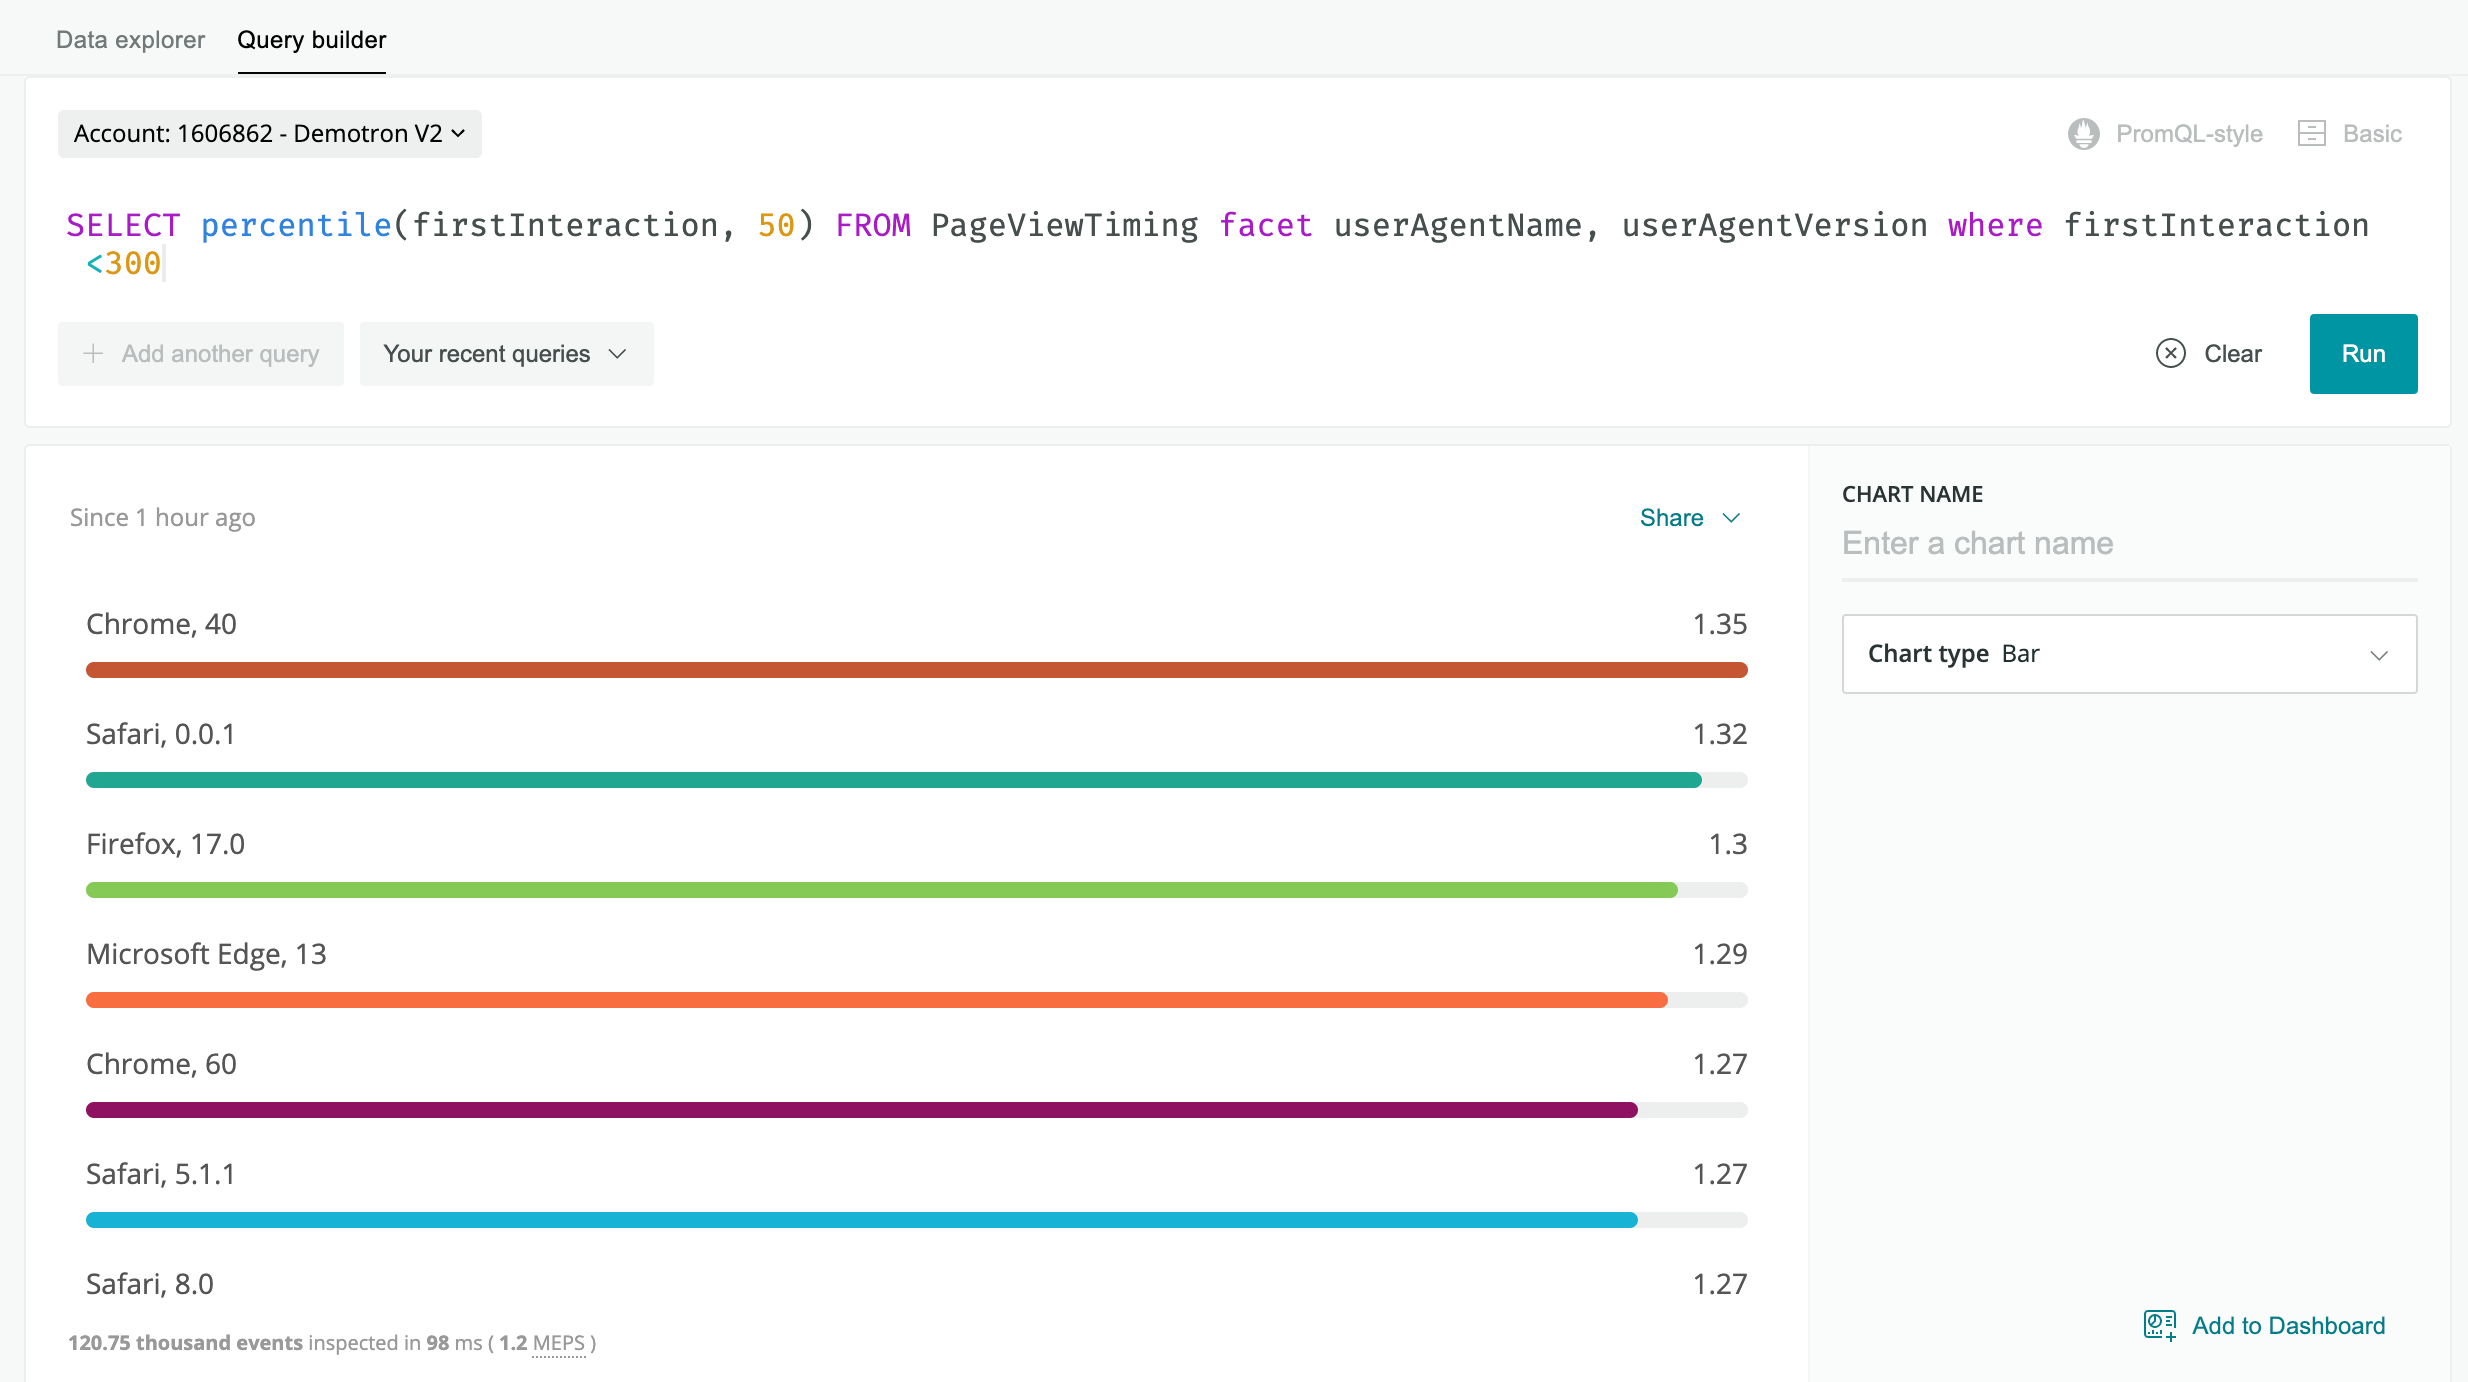 Data explorer Query builder
Account: 1606862 - Demotron V2 PromQL-style Basic
SELECT percentile(firstInteraction, 50) FROM PageViewTiming facet userAgentName, userAgentVersion where firstInteraction
<300
Add another query Your recent queries Clear Run
CHART NAME
Since 1 hour ago Share
Enter a chart name
Chrome, 40 1.35
Chart type Bar
Safari, 0.0.1 1.32
Firefox, 17.0 1.3
Microsoft Edge, 13 1.29
Chrome, 60 1.27
Safari, 5.1.1 1.27
Safari, 8.0 1.27
Add to Dashboard
120.75 thousand events inspected in 98 ms ( 1.2 MEPS )